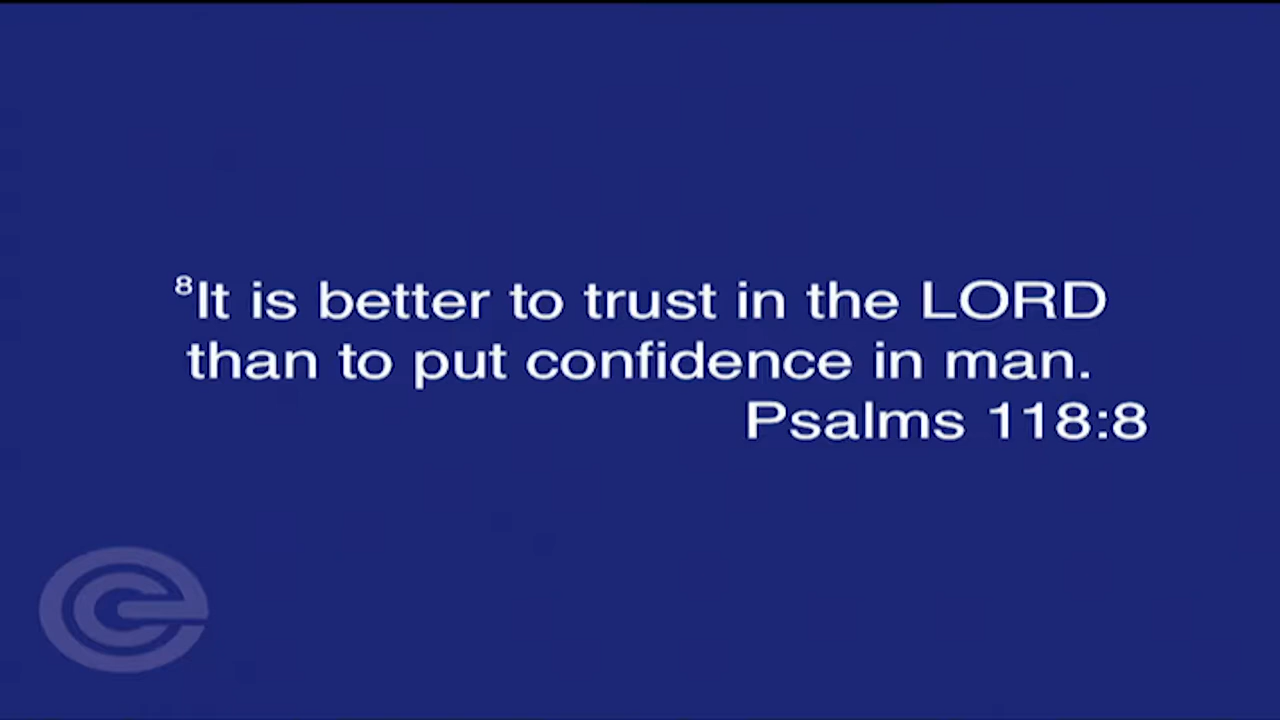 ⁸It is better to trust in the LORD
than to put confidence in man.
Psalms 118:8